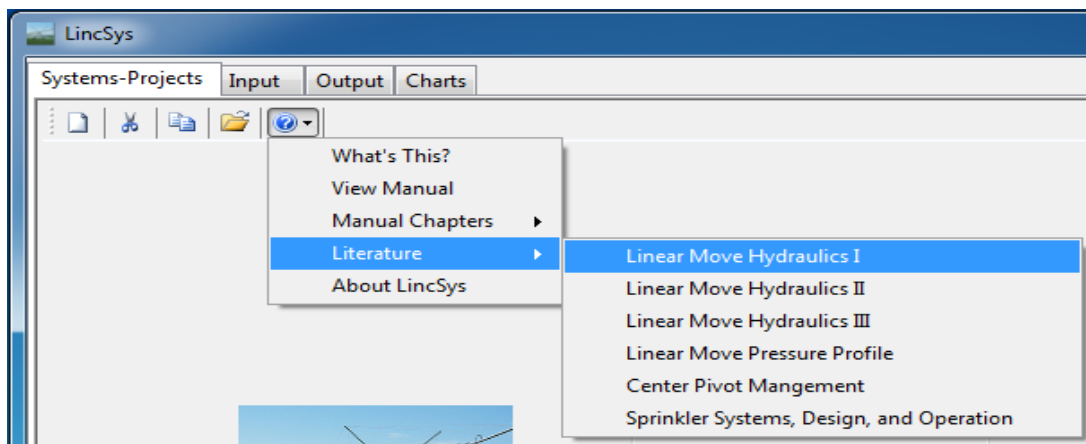 LincSys
Systems-Projects Input Output Charts
What's This?
View Manual
Manual Chapters
Literature
About LincSys
Linear Move Hydraulics I
Linear Move Hydraulics II
Linear Move Hydraulics III
Linear Move Pressure Profile
Center Pivot Mangement
Sprinkler Systems, Design, and Operation